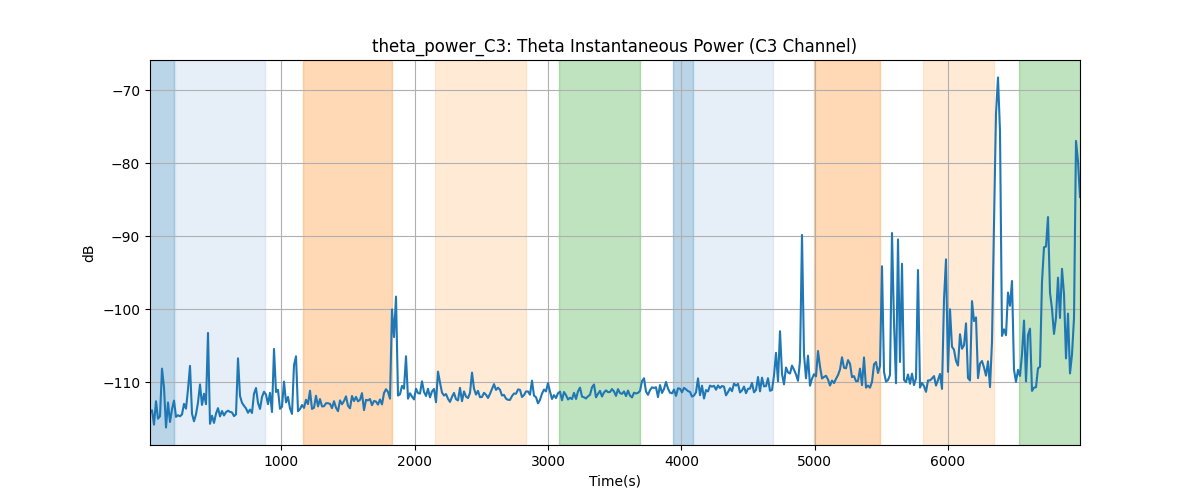 theta_power_C3: Theta Instantaneous Power (C3 Channel)
−70
−80
−90
−100
−110
dB
1000 2000 3000 4000 5000 6000
Time(s)